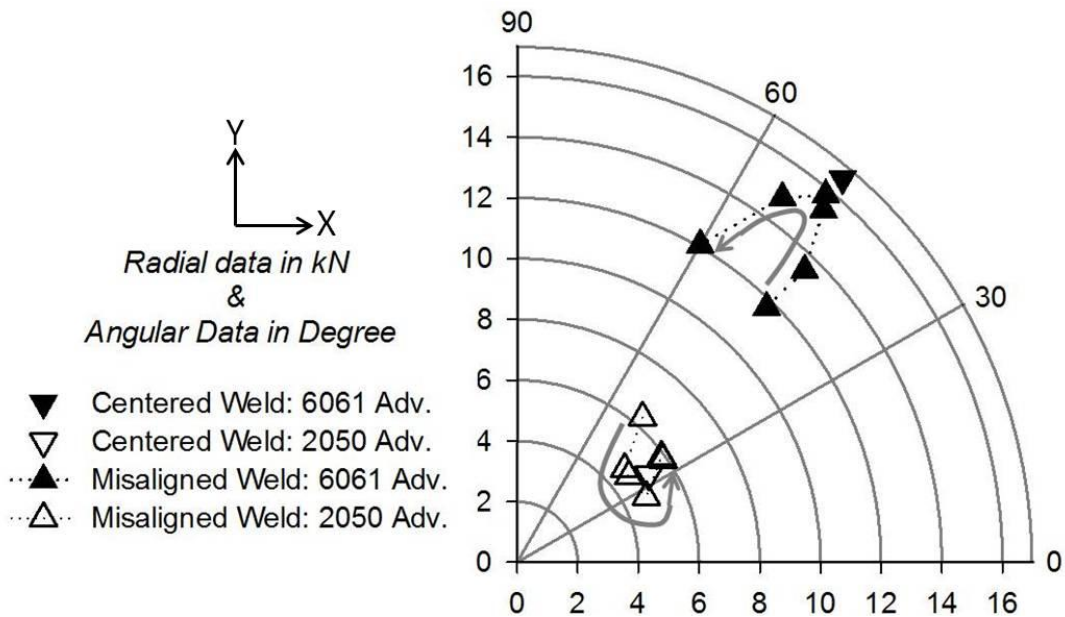 90
16
60
14
Y
12
10
X
Radial data in kN
30
&
8
Angular Data in Degree
6
Centered Weld: 6061 Adv.
4
Centered Weld: 2050 Adv.
Misaligned Weld: 6061 Adv.
2
Misaligned Weld: 2050 Adv.
0
0
0 2 4 6 8 10 12 14 16